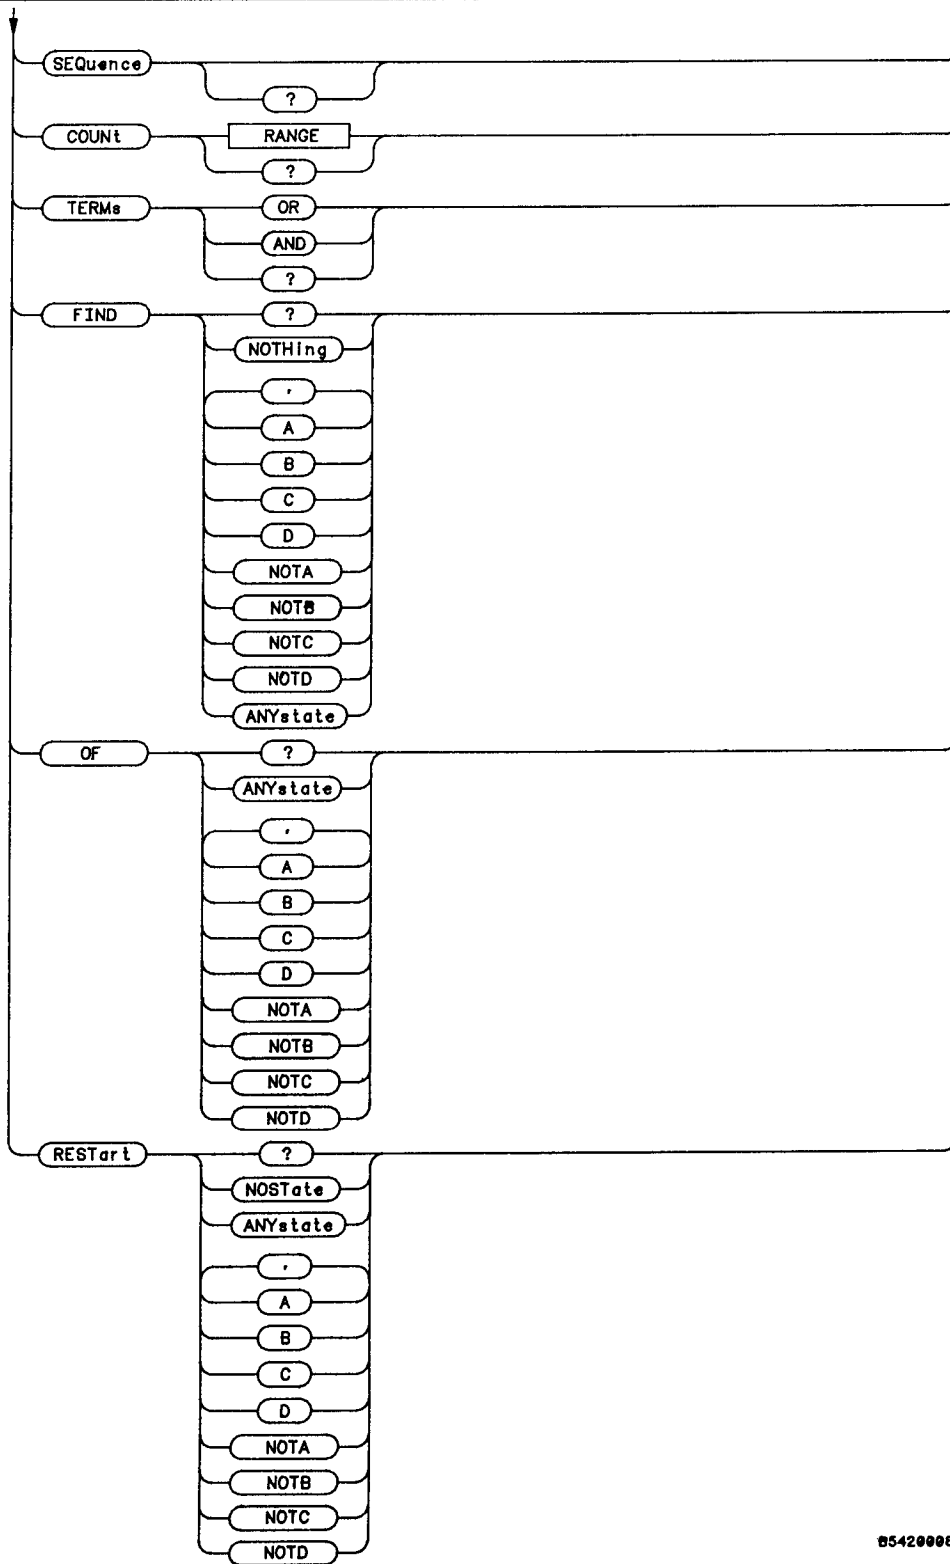 SEQuence
?
COUNt
RANGE
?
TERMs
OR
AND
?
FIND
?
NOTHing
,
A
B
C
D
NOTA
NOTB
NOTC
NOTD
ANYstate
OF
?
ANYstate
,
A
B
C
D
NOTA
NOTB
NOTC
NOTD
RESTart
?
NOSTate
ANYstate
,
A
B
C
D
NOTA
NOTB
NOTC
NOTD